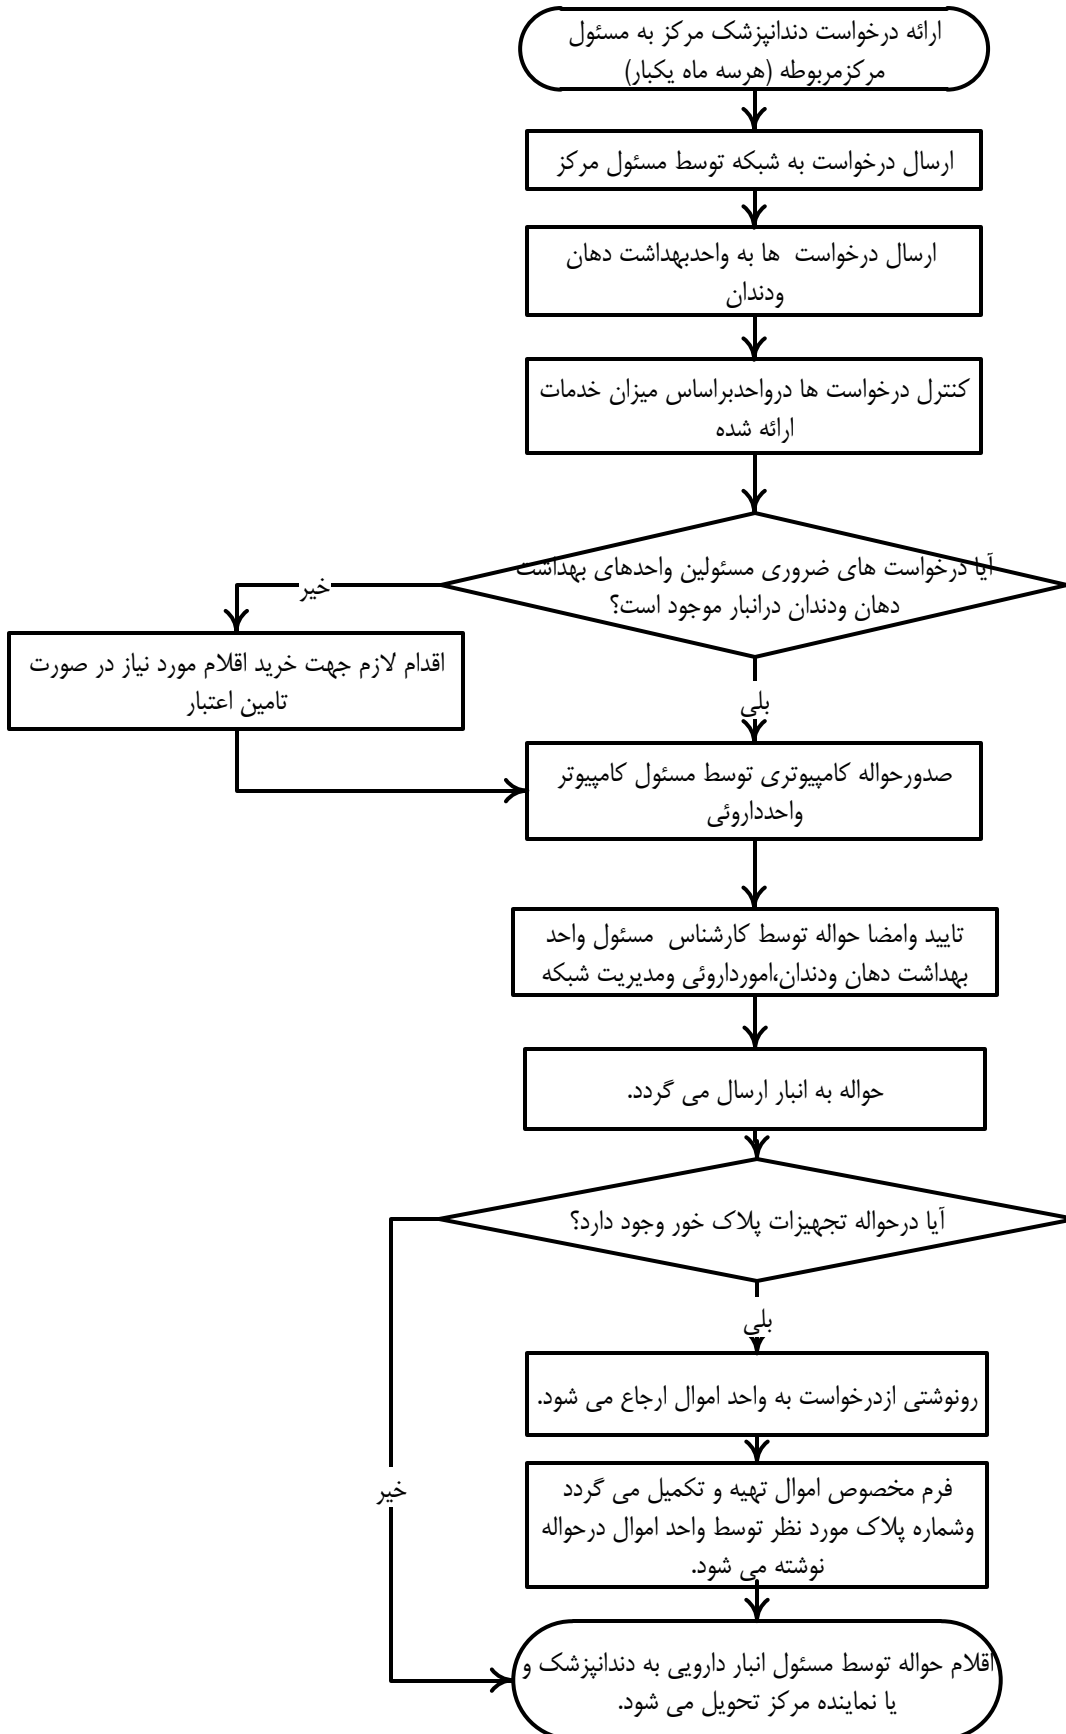 ارائه درخواست دندانپزشک مرکز به مسئول
مرکزمربوطه (هرسه ماه یکبار)
ارسال درخواست به شبکه توسط مسئول مرکز
ارسال درخواست ها به واحدبهداشت دهان
ودندان
کنترل درخواست ها درواحدبراساس میزان خدمات
ارائه شده
آیا درخواست های ضروری مسئولین واحدهای بهداشت
دهان ودندان درانبار موجود است؟
خیر
اقدام لازم جهت خرید اقلام مورد نیاز در صورت
تامین اعتبار
بلی
صدورحواله کامپیوتری توسط مسئول کامپیوتر
واحدداروئی
تایید وامضا حواله توسط کارشناس مسئول واحد
بهداشت دهان ودندان،امورداروئی ومدیریت شبکه
حواله به انبار ارسال می گردد.
آیا درحواله تجهیزات پلاک خور وجود دارد؟
بلی
رونوشتی ازدرخواست به واحد اموال ارجاع می شود.
خیر
فرم مخصوص اموال تهیه و تکمیل می گردد
وشماره پلاک مورد نظر توسط واحد اموال درحواله
نوشته می شود.
اقلام حواله توسط مسئول انبار دارویی به دندانپزشک و
یا نماینده مرکز تحویل می شود.